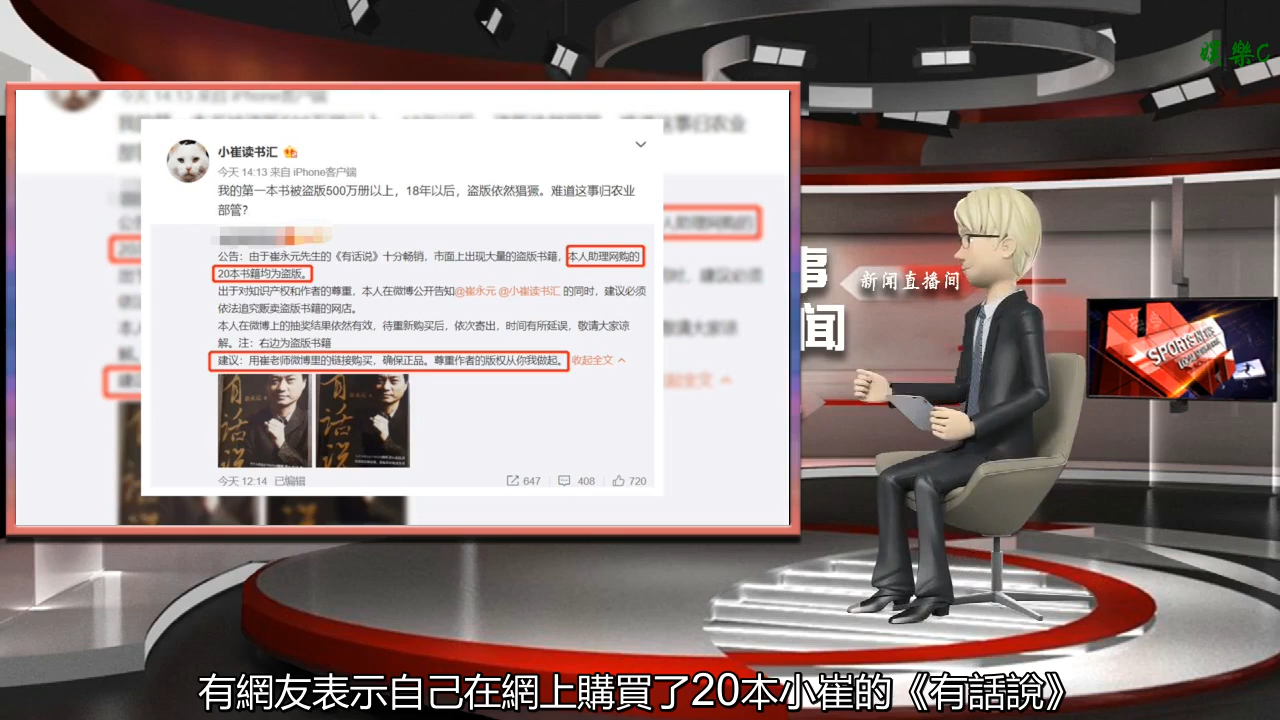 小崔读书汇
今天 14:13 来自 iPhone客户端
我的第一本书被盗版500万册以上，18年以后，盗版依然猖獗。难道这事归农业
部管？
公告：由于崔永元先生的《有话说》十分畅销，市面上出现大量的盗版书籍，本人助理网购的
20本书籍均为盗版。
出于对知识产权和作者的尊重，本人在微博公开告知@崔永元 @小崔读书汇 的同时，建议必须
依法追究贩卖盗版书籍的网店。
本人在微博上的抽奖结果依然有效，待重新购买后，依次寄出，时间有所延误，敬请大家谅
解。注：右边为盗版书籍
建议：用崔老师微博里的链接购买，确保正品。尊重作者的版权从你我做起。 收起全文
有话说
有话说
今天 12:14 已编辑
647 408 720
新闻直播间
闻
SPORTS
樂
有網友表示自己在網上購買了20本小崔的《有話說》